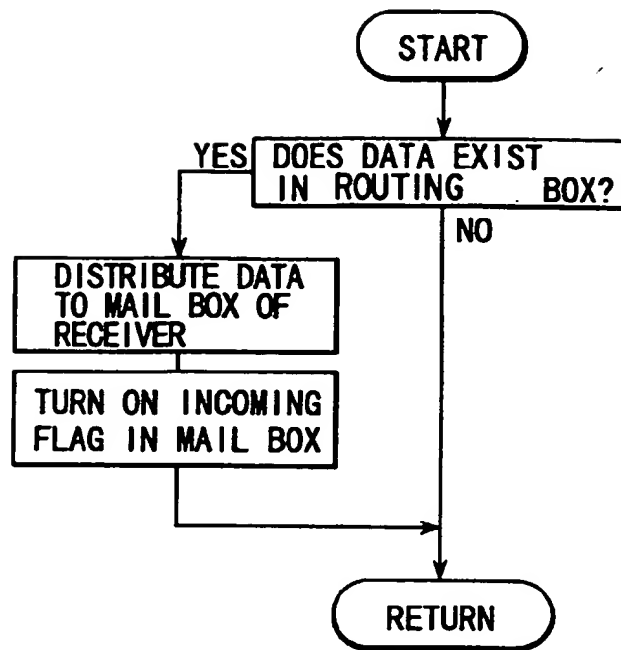 START
YES
DOES DATA EXIST
IN ROUTING BOX?
NO
DISTRIBUTE DATA
TO MAIL BOX OF
RECEIVER
TURN ON INCOMING
FLAG IN MAIL BOX
RETURN